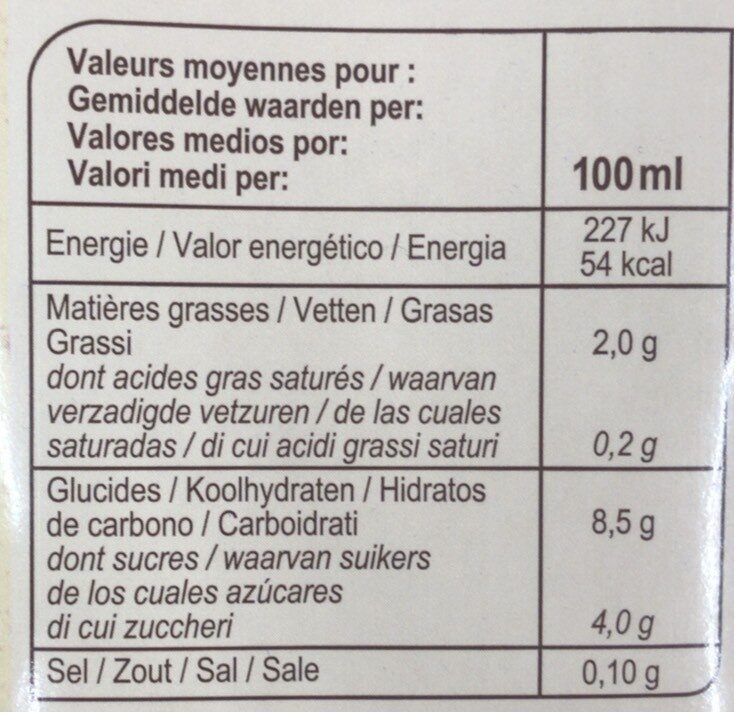 Valeurs moyennes pour :
Gemiddelde waarden per:
Valores medios por:
Valori medi per:
100 ml
Energie / Valor energético / Energia
227 kJ
54 kcal
Matières grasses / Vetten / Grasas
Grassi
2,0 g
dont acides gras saturés / waarvan
verzadigde vetzuren / de las cuales
saturadas / di cui acidi grassi saturi
0,2 g
Glucides / Koolhydraten / Hidratos
de carbono / Carboidrati
8,5 g
dont sucres / waarvan suikers
de los cuales azúcares
di cui zuccheri
4,0 g
Sel / Zout / Sal / Sale
0,10 g